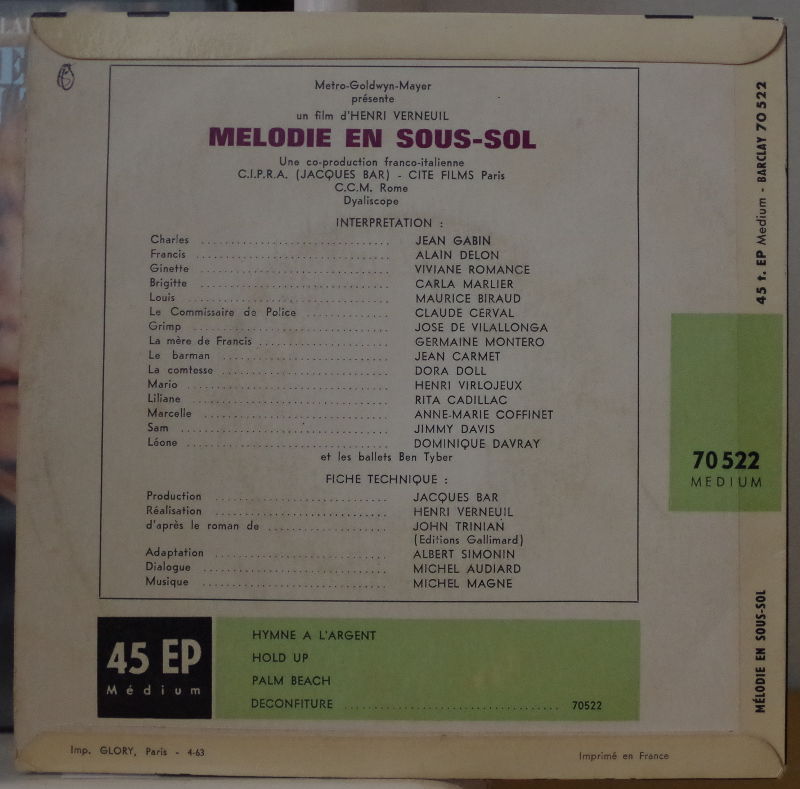 Metro-Goldwyn-Mayer
présente
un film d'HENRI VERNEUIL
MELODIE EN SOUS-SOL
Une co-production franco-italienne
C.I.P.R.A. (JACQUES BAR) - CITE FILMS Paris
C.C.M. Rome
Dyaliscope
INTERPRETATION :
Charles ................ JEAN GABIN
Francis ................ ALAIN DELON
Ginette ................ VIVIANE ROMANCE
Brigitte ................ CARLA MARLIER
Louis ................ MAURICE BIRAUD
Le Commissaire de Police ................ CLAUDE CERVAL
Grimp ................ JOSE DE VILALLONGA
La mère de Francis ................ GERMAINE MONTERO
Le barman ................ JEAN CARMET
La comtesse ................ DORA DOLL
Mario ................ HENRI VIRLOJEUX
Liliane ................ RITA CADILLAC
Marcelle ................ ANNE-MARIE COFFINET
Sam ................ JIMMY DAVIS
Léone ................ DOMINIQUE DAVRAY
et les ballets Ben Tyber
FICHE TECHNIQUE :
Production ................ JACQUES BAR
Réalisation ................ HENRI VERNEUIL
d'après le roman de ................ JOHN TRINIAN
(Editions Gallimard)
Adaptation ................ ALBERT SIMONIN
Dialogue ................ MICHEL AUDIARD
Musique ................ MICHEL MAGNE
45 EP
Médium
HYMNE A L'ARGENT
HOLD UP
PALM BEACH
DECONFITURE ................ 70522
Imp. GLORY, Paris - 4-63
Imprimé en France
45 t. EP Medium - BARCLAY 70 522
70 522
MEDIUM
MÉLODIE EN SOUS-SOL